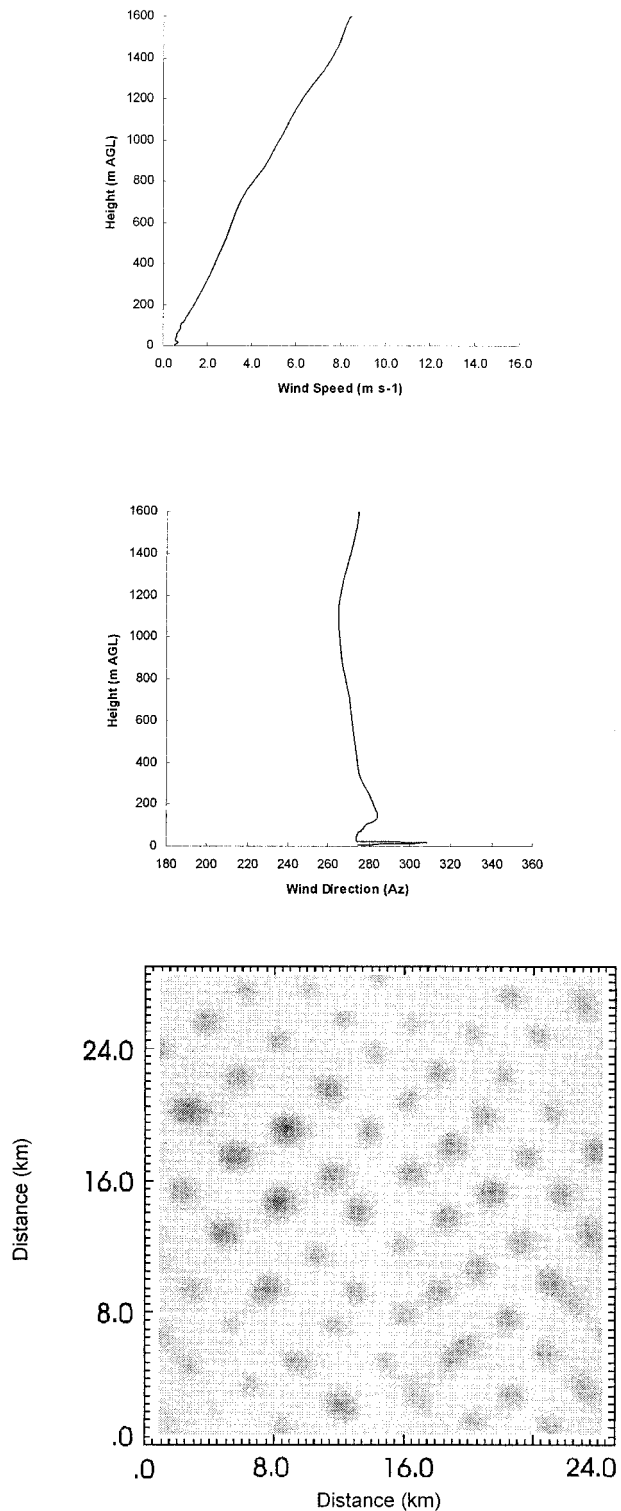 1600
1400
1200
1000
800
600
400
200
0
Height (m AGL)
0.0 2.0 4.0 6.0 8.0 10.0 12.0 14.0 16.0
Wind Speed (m s-1)
1600
1400
1200
1000
800
600
400
200
0
Height (m AGL)
180 200 220 240 260 280 300 320 340 360
Wind Direction (Az)
24.0
16.0
8.0
.0
Distance (km)
.0 8.0 16.0 24.0
Distance (km)